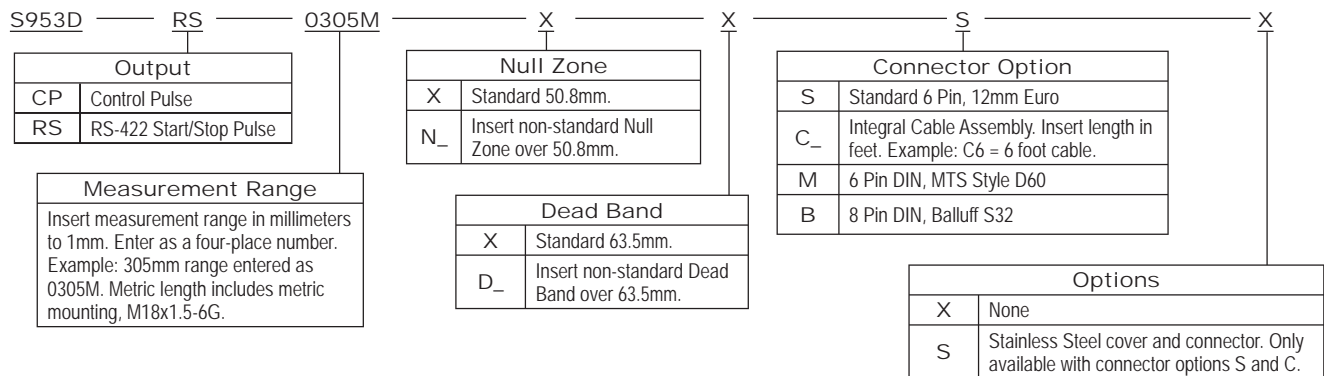 S953D RS 0305M X X S X
Output
CP Control Pulse
RS RS-422 Start/Stop Pulse
Measurement Range
Insert measurement range in millimeters
to 1mm. Enter as a four-place number.
Example: 305mm range entered as
0305M. Metric length includes metric
mounting, M18x1.5-6G.
Null Zone
X Standard 50.8mm.
N_ Insert non-standard Null
Zone over 50.8mm.
Dead Band
X Standard 63.5mm.
D_ Insert non-standard Dead
Band over 63.5mm.
Connector Option
S Standard 6 Pin, 12mm Euro
C_ Integral Cable Assembly. Insert length in
feet. Example: C6 = 6 foot cable.
M 6 Pin DIN, MTS Style D60
B 8 Pin DIN, Balluff S32
Options
X None
S Stainless Steel cover and connector. Only
available with connector options S and C.